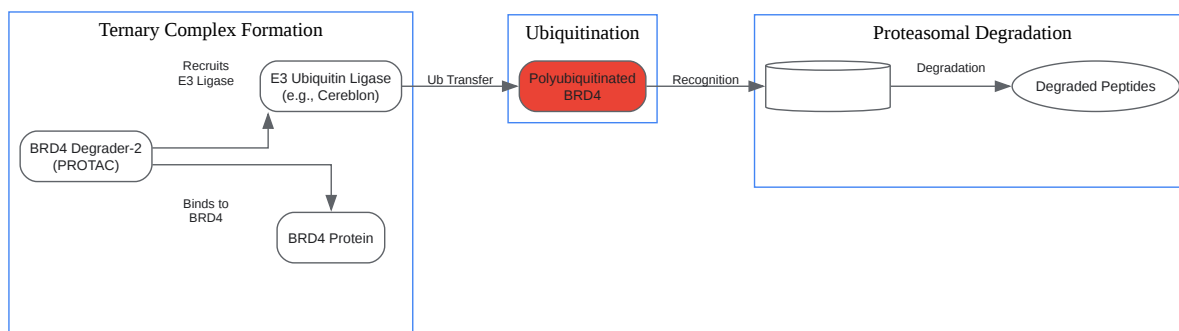 Ternary Complex Formation
Recruits
E3 Ligase
E3 Ubiquitin Ligase
(e.g., Cereblon)
BRD4 Degrader-2
(PROTAC)
Binds to
BRD4
BRD4 Protein
Ub Transfer
Ubiquitination
Polyubiquitinated
BRD4
Recognition
Proteasomal Degradation
Degradation
Degraded Peptides